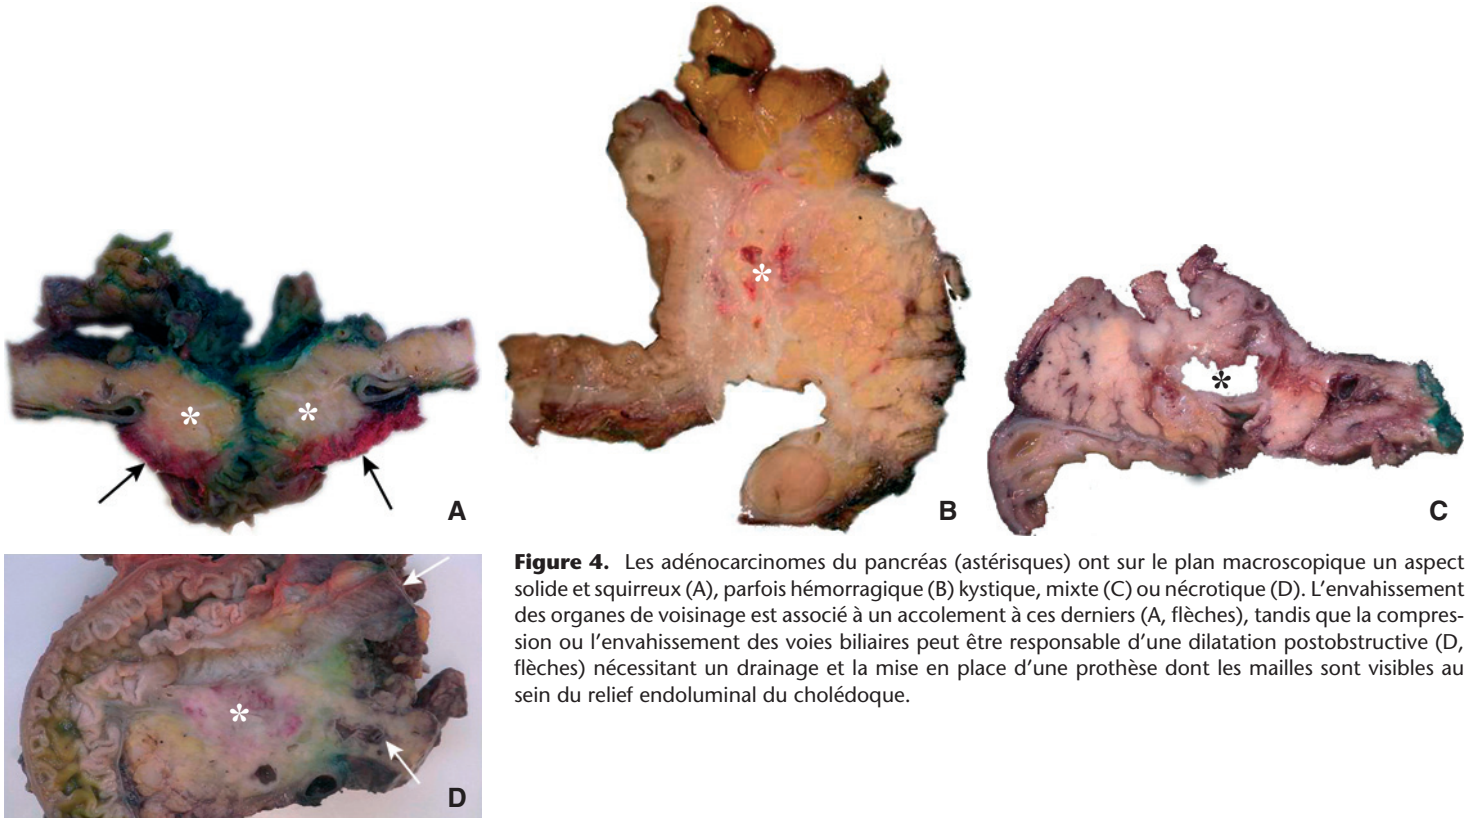 A
B
C
D
Figure 4. Les adénocarcinomes du pancréas (astérisques) ont sur le plan macroscopique un aspect
solide et squirreux (A), parfois hémorragique (B) kystique, mixte (C) ou nécrotique (D). L’envahissement
des organes de voisinage est associé à un accolement à ces derniers (A, flèches), tandis que la compres-
sion ou l’envahissement des voies biliaires peut être responsable d’une dilatation postobstructive (D,
flèches) nécessitant un drainage et la mise en place d’une prothèse dont les mailles sont visibles au
sein du relief endoluminal du cholédoque.